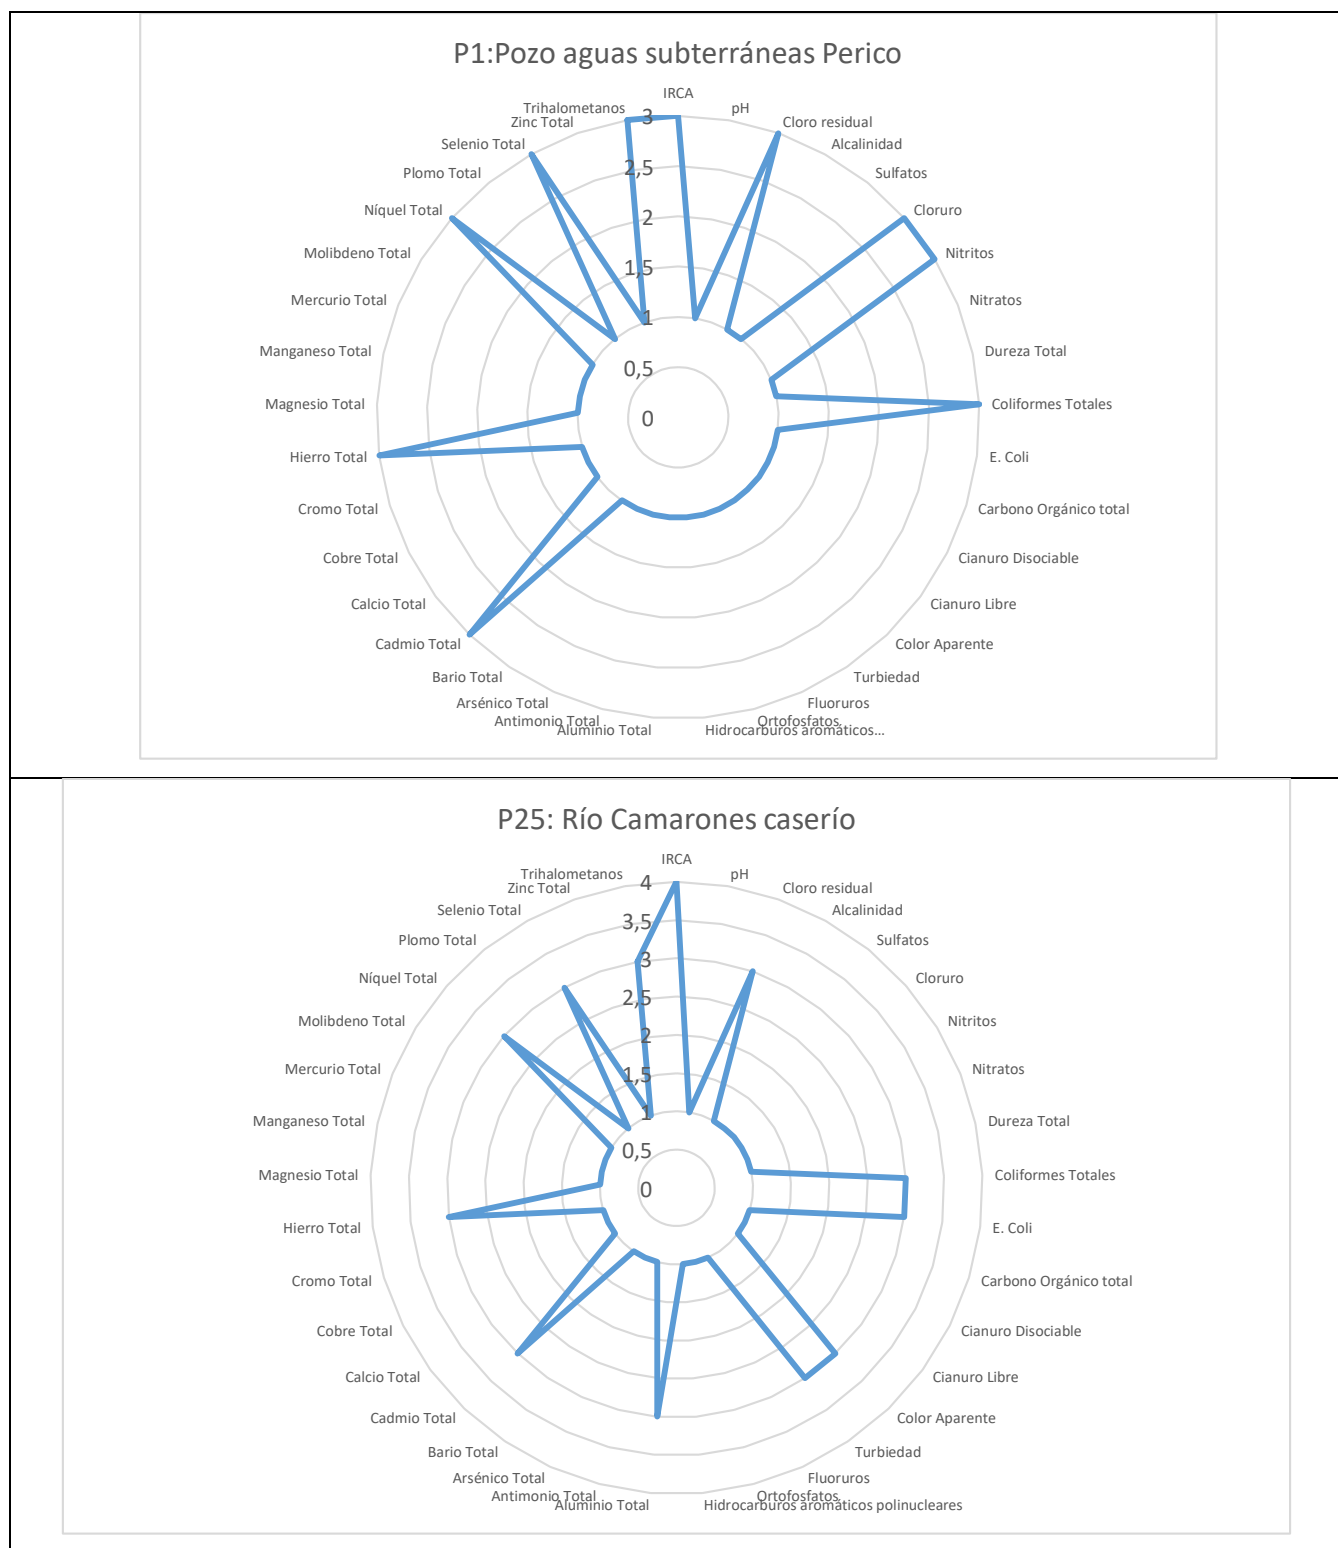 P1:Pozo aguas subterráneas Perico
IRCA
pH
Cloro residual
Alcalinidad
Sulfatos
Cloruro
Nitritos
Nitratos
Dureza Total
Coliformes Totales
E. Coli
Carbono Orgánico total
Cianuro Disociable
Cianuro Libre
Color Aparente
Turbiedad
Fluoruros
Ortofosfatos
Hidrocarburos aromáticos...
Aluminio Total
Antimonio Total
Arsénico Total
Bario Total
Cadmio Total
Calcio Total
Cobre Total
Cromo Total
Hierro Total
Magnesio Total
Manganeso Total
Mercurio Total
Molibdeno Total
Níquel Total
Plomo Total
Selenio Total
Zinc Total
Trihalometanos
3
2,5
2
1,5
1
0,5
0
P25: Río Camarones caserío
IRCA
pH
Cloro residual
Alcalinidad
Sulfatos
Cloruro
Nitritos
Nitratos
Dureza Total
Coliformes Totales
E. Coli
Carbono Orgánico total
Cianuro Disociable
Cianuro Libre
Color Aparente
Turbiedad
Fluoruros
Ortofosfatos
Hidrocarburos aromáticos polinucleares
Aluminio Total
Antimonio Total
Arsénico Total
Bario Total
Cadmio Total
Calcio Total
Cobre Total
Cromo Total
Hierro Total
Magnesio Total
Manganeso Total
Mercurio Total
Molibdeno Total
Níquel Total
Plomo Total
Selenio Total
Zinc Total
Trihalometanos
4
3,5
3
2,5
2
1,5
1
0,5
0